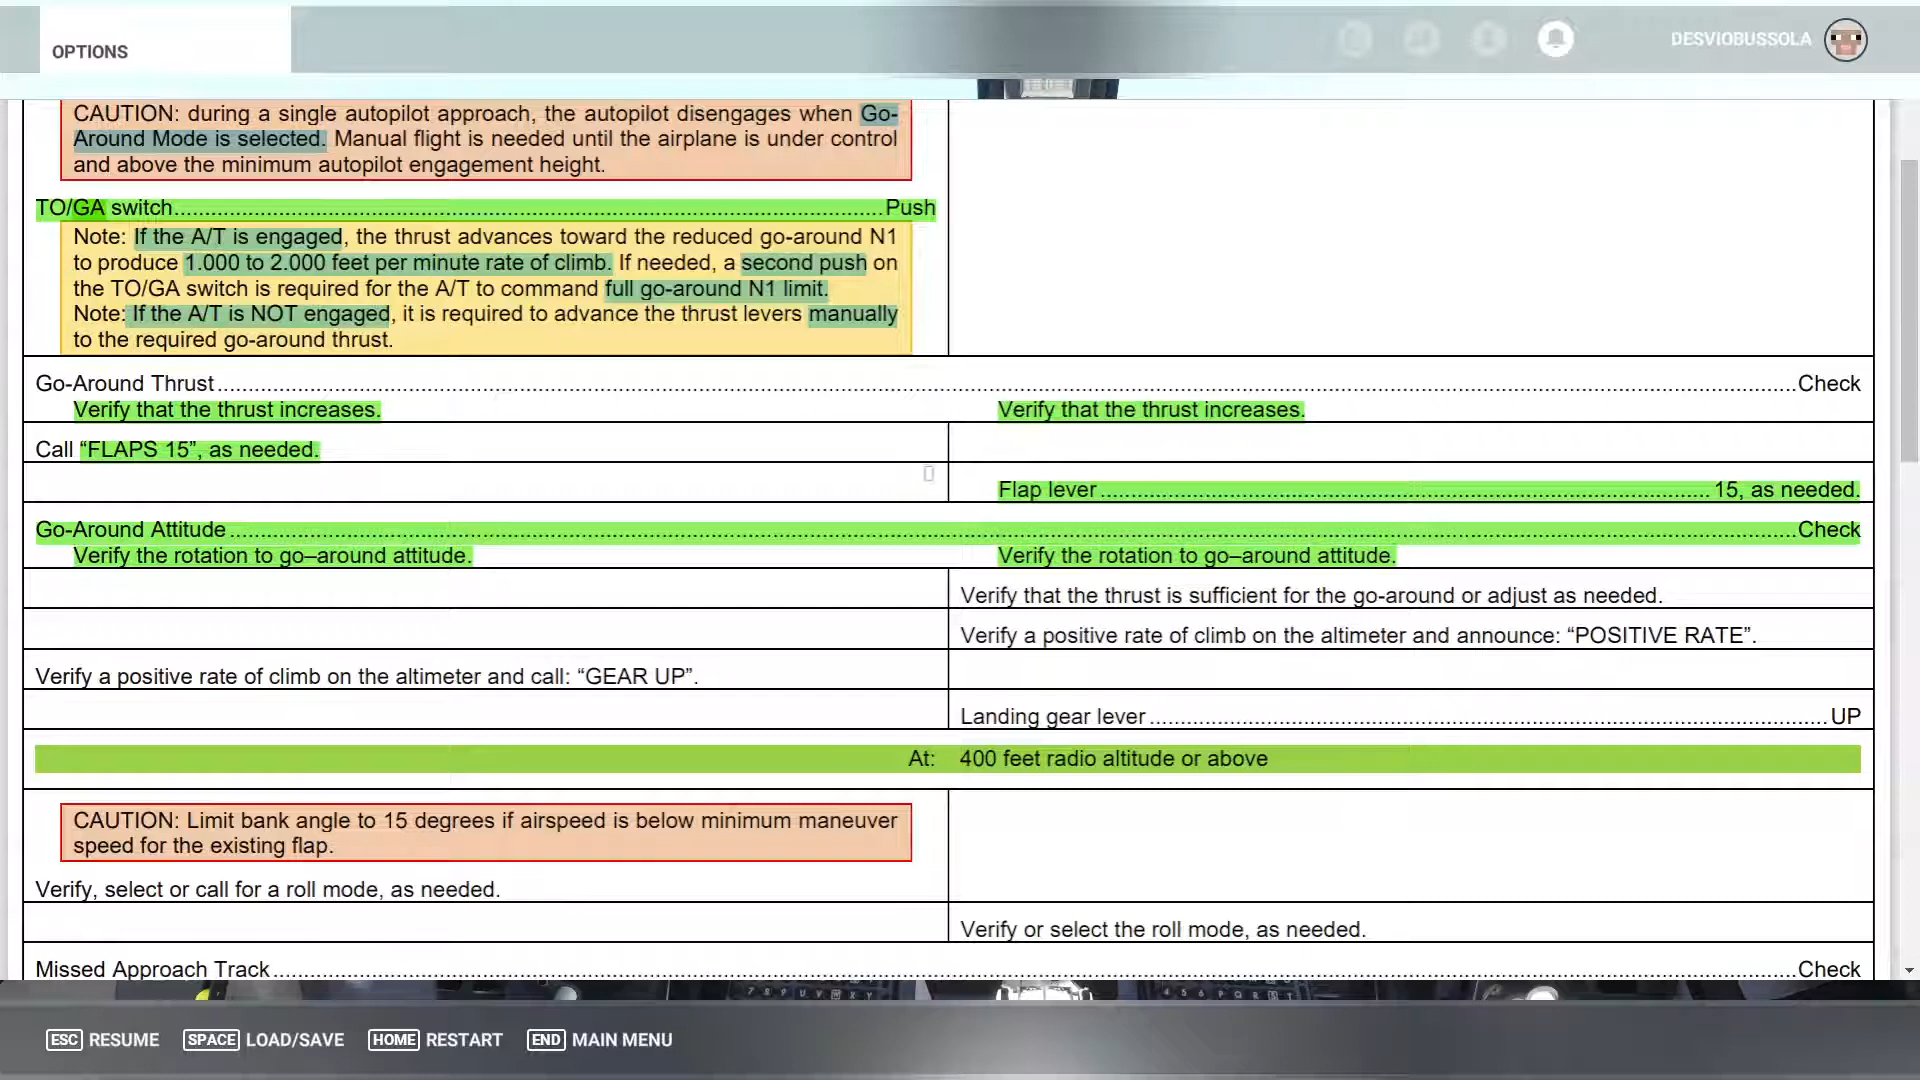 OPTIONS
DESVIOBUSSOLA
CAUTION: during a single autopilot approach, the autopilot disengages when Go-
Around Mode is selected. Manual flight is needed until the airplane is under control
and above the minimum autopilot engagement height.
TO/GA switch....................Push
Note: If the A/T is engaged, the thrust advances toward the reduced go-around N1
to produce 1.000 to 2.000 feet per minute rate of climb. If needed, a second push on
the TO/GA switch is required for the A/T to command full go-around N1 limit.
Note: If the A/T is NOT engaged, it is required to advance the thrust levers manually
to the required go-around thrust.
Go-Around Thrust....................Check
Verify that the thrust increases. Verify that the thrust increases.
Call “FLAPS 15”, as needed.
Flap lever....................15, as needed.
Go-Around Attitude....................Check
Verify the rotation to go–around attitude. Verify the rotation to go–around attitude.
Verify that the thrust is sufficient for the go-around or adjust as needed.
Verify a positive rate of climb on the altimeter and announce: “POSITIVE RATE”.
Verify a positive rate of climb on the altimeter and call: “GEAR UP”.
Landing gear lever....................UP
At: 400 feet radio altitude or above
CAUTION: Limit bank angle to 15 degrees if airspeed is below minimum maneuver
speed for the existing flap.
Verify, select or call for a roll mode, as needed.
Verify or select the roll mode, as needed.
Missed Approach Track....................Check
7 8 9 U V W X Y
4 5 6 P Q R S T
ESC RESUME SPACE LOAD/SAVE HOME RESTART END MAIN MENU